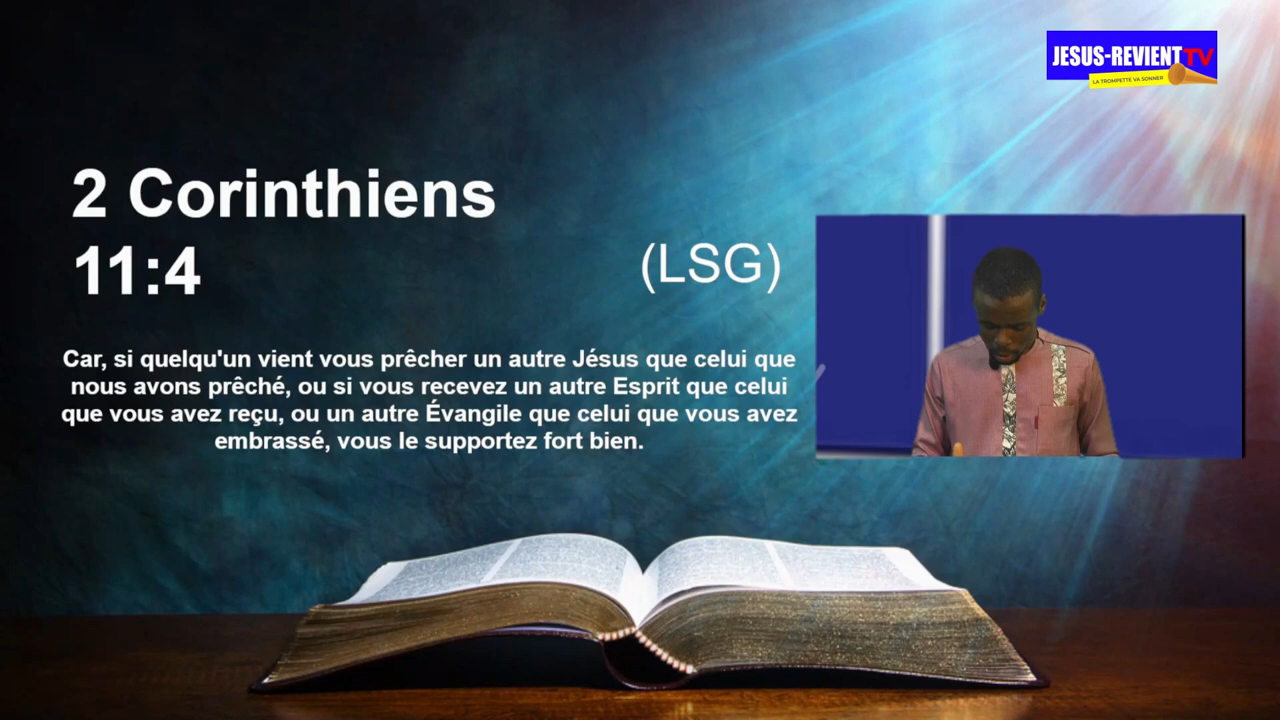 JESUS-REVIENT TV
LA TROMPETTE VA SONNER
2 Corinthiens
11:4
(LSG)
Car, si quelqu'un vient vous prêcher un autre Jésus que celui que
nous avons prêché, ou si vous recevez un autre Esprit que celui
que vous avez reçu, ou un autre Évangile que celui que vous avez
embrassé, vous le supportez fort bien.